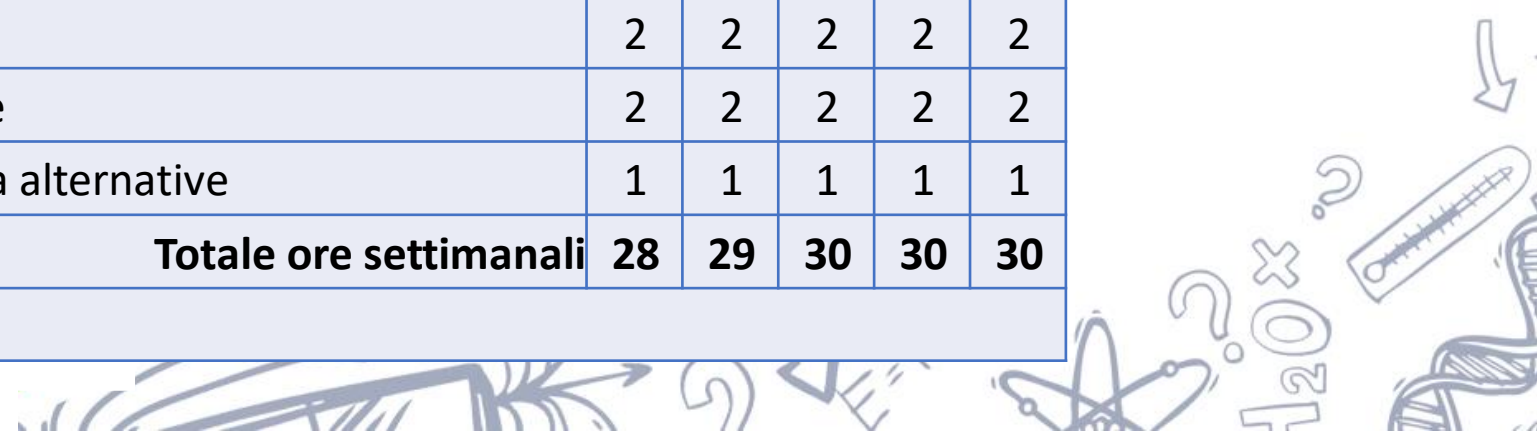 2 2 2 2 2
e 2 2 2 2 2
à alternative 1 1 1 1 1
Totale ore settimanali 28 29 30 30 30
H2OX